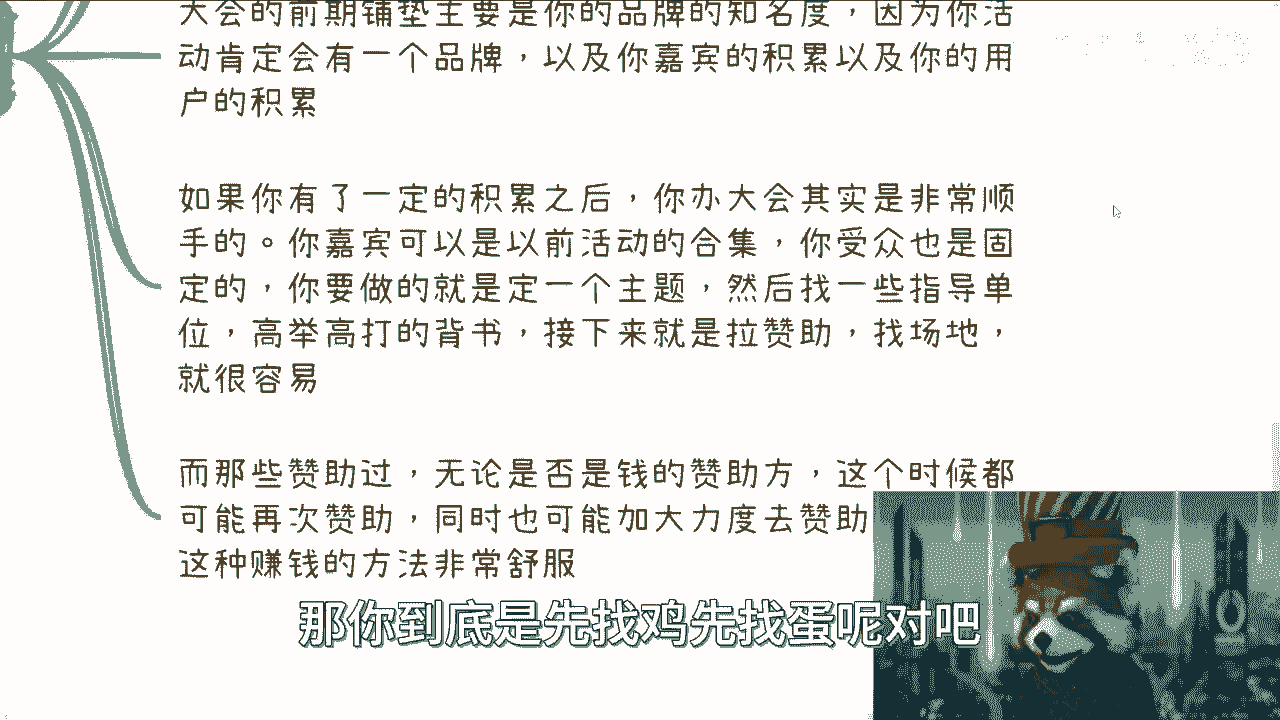 大会的前期铺垫主要是你的品牌的知名度，因为你活
动肯定会有一个品牌，以及你嘉宾的积累以及你的用
户的积累
如果你有了一定的积累之后，你办大会其实是非常顺
手的。你嘉宾可以是以前活动的合集，你受众也是固
定的，你要做的就是定一个主题，然后找一些指导单
位，高举高打的背书，接下来就是拉赞助，找场地，
就很容易
而那些赞助过，无论是否是钱的赞助方，这个时候都
可能再次赞助，同时也可能加大力度去赞助
这种赚钱的方法非常舒服
那你到底是先找鸡先找蛋呢对吧